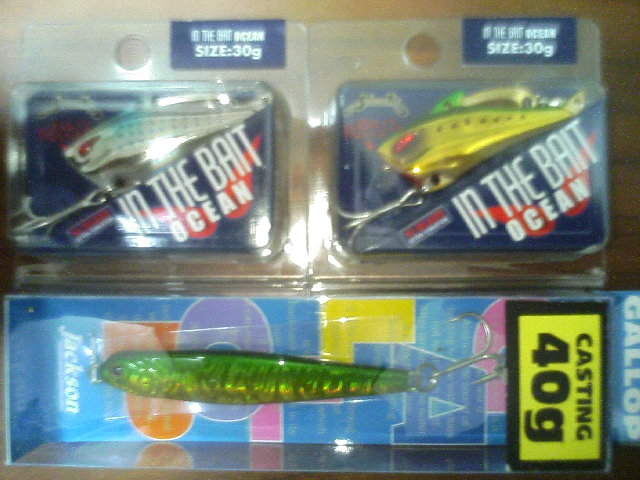 IN THE BAIT OCEAN
SIZE:30g
IN THE BAIT OCEAN
SIZE:30g
IN THE BAIT
OCEAN
IN THE BAIT
OCEAN
Jackson
CASTING
40g
GALLOP